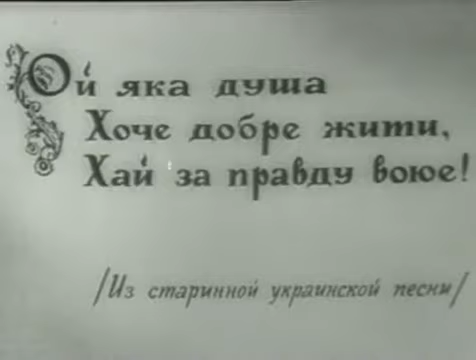 Ой яка душа
Хоче добре жити,
Хай за правду воює!
/Из старинной украинской песни/